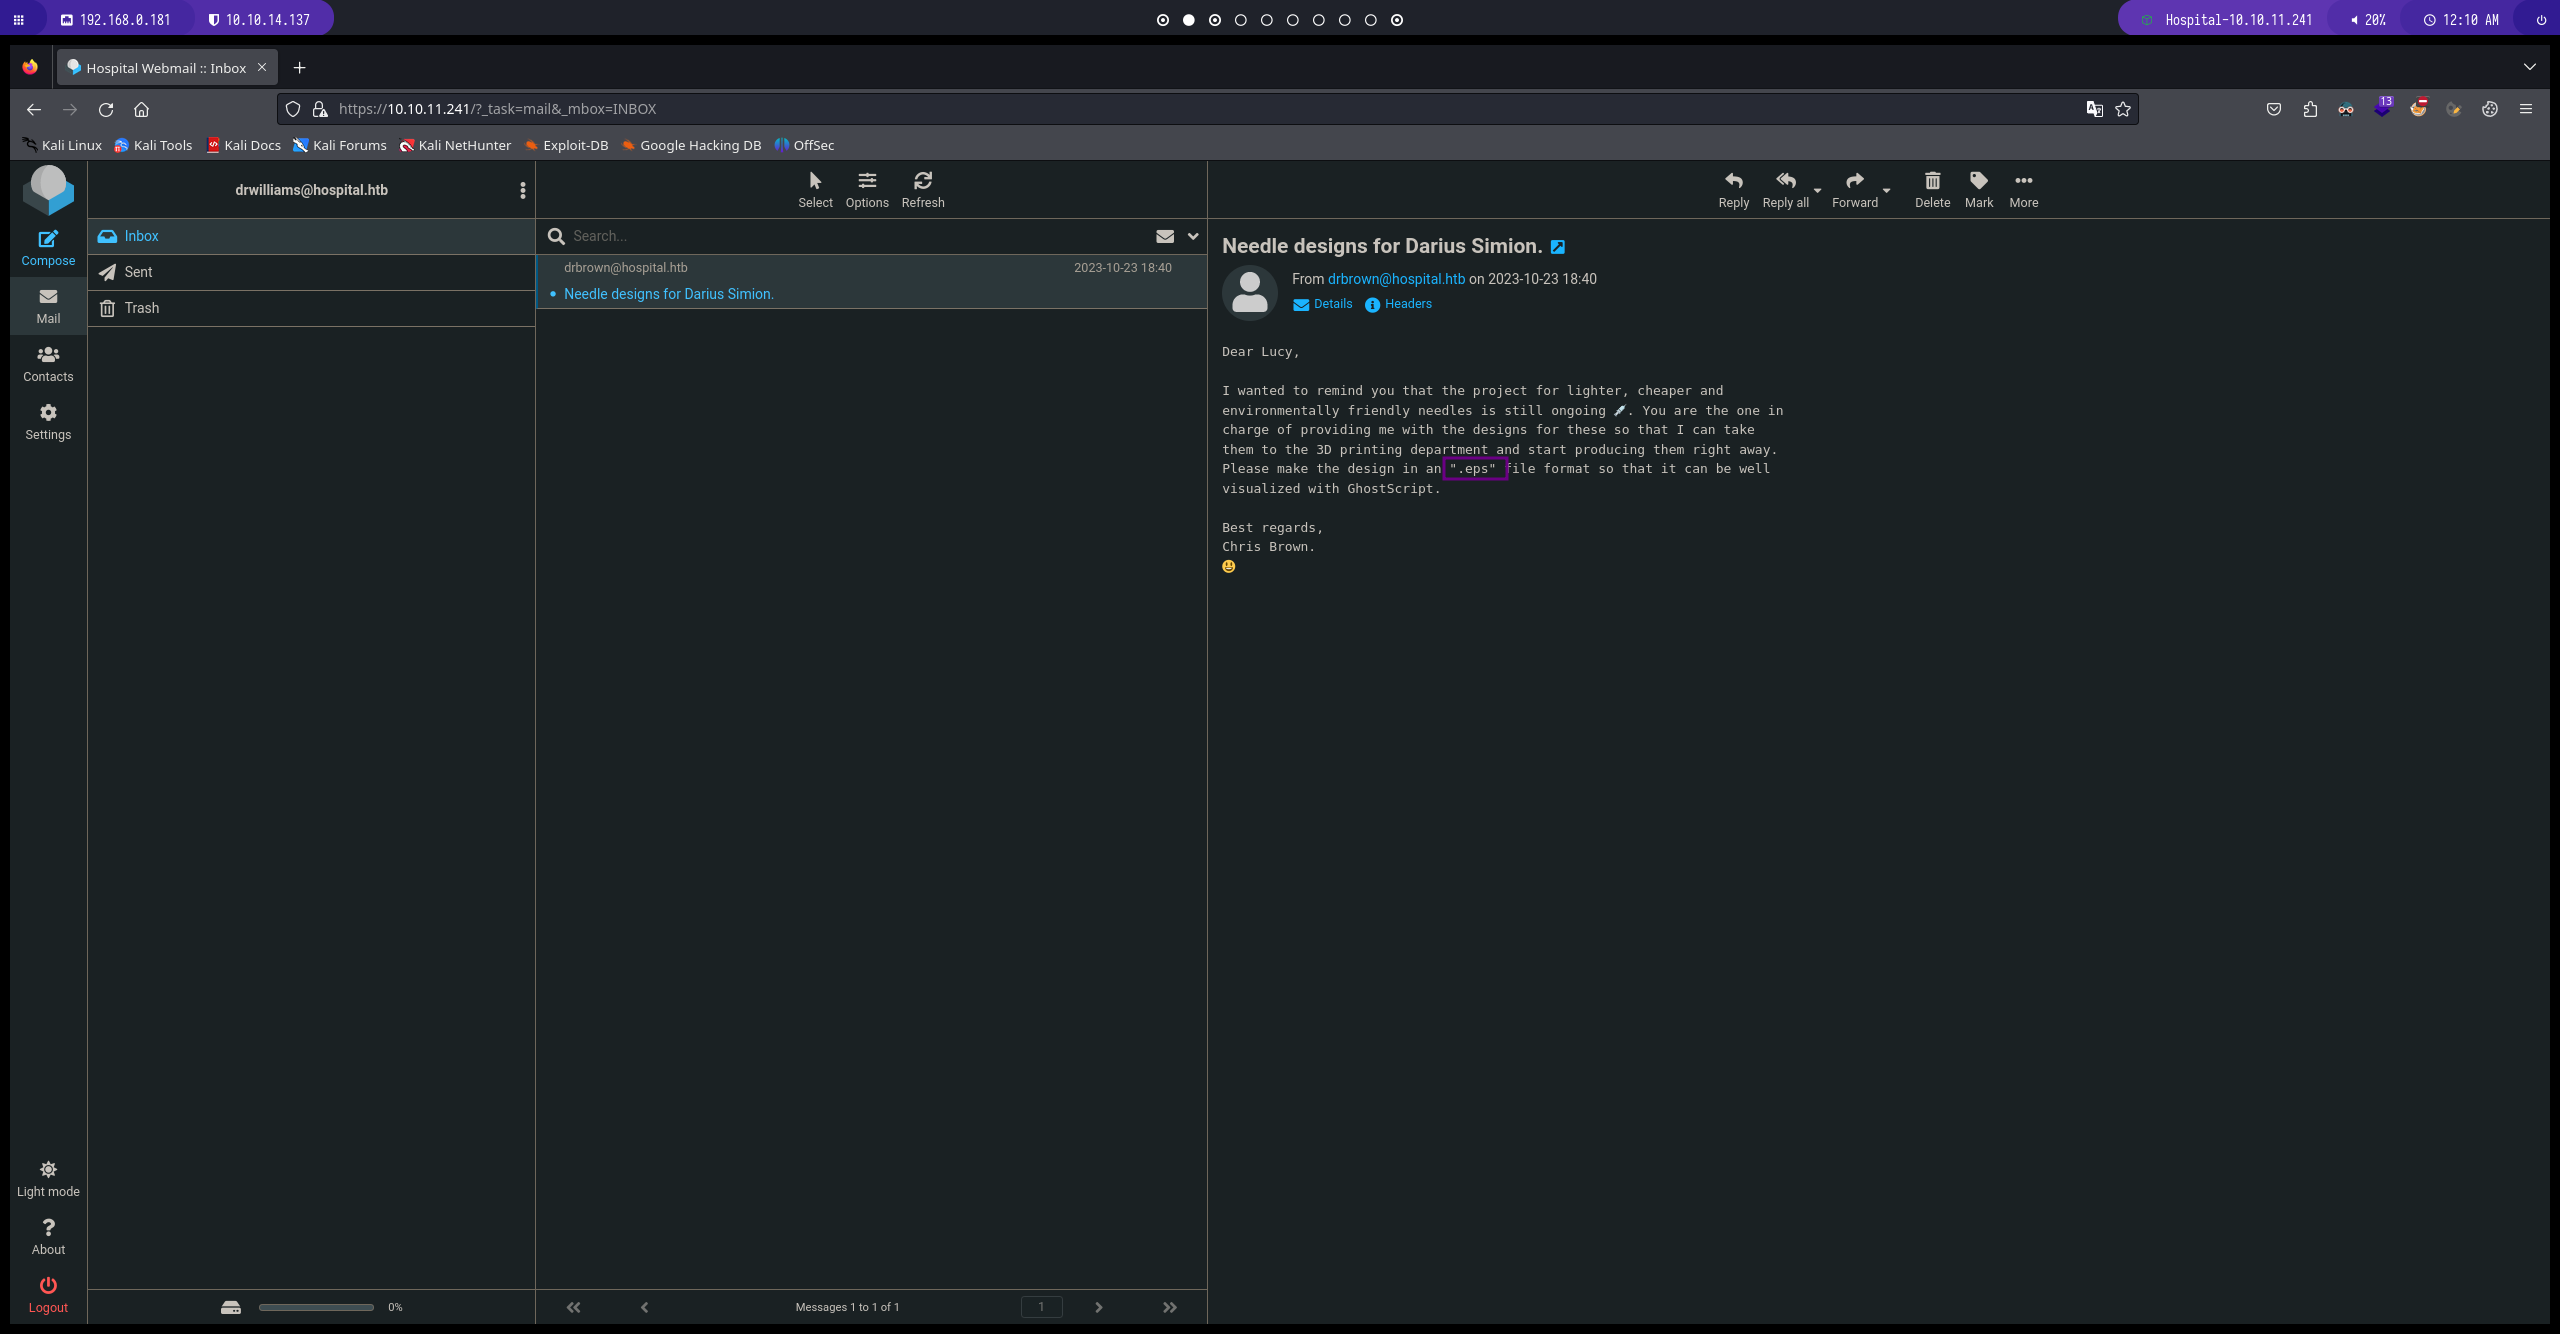 192.168.0.181
10.10.14.137
Hospital-10.10.11.241
20%
12:10 AM
Hospital Webmail :: Inbox
https://10.10.11.241/?_task=mail&_mbox=INBOX
13
Kali Linux
Kali Tools
Kali Docs
Kali Forums
Kali NetHunter
Exploit-DB
Google Hacking DB
OffSec
Compose
Mail
Contacts
Settings
Light mode
About
Logout
drwilliams@hospital.htb
Inbox
Sent
Trash
0%
Select
Options
Refresh
Search...
drbrown@hospital.htb
2023-10-23 18:40
Needle designs for Darius Simion.
Messages 1 to 1 of 1
1
Reply
Reply all
Forward
Delete
Mark
More
Needle designs for Darius Simion.
From drbrown@hospital.htb on 2023-10-23 18:40
Details
Headers
Dear Lucy,
I wanted to remind you that the project for lighter, cheaper and
environmentally friendly needles is still ongoing 💉. You are the one in
charge of providing me with the designs for these so that I can take
them to the 3D printing department and start producing them right away.
Please make the design in an ".eps" file format so that it can be well
visualized with GhostScript.
Best regards,
Chris Brown.
😃